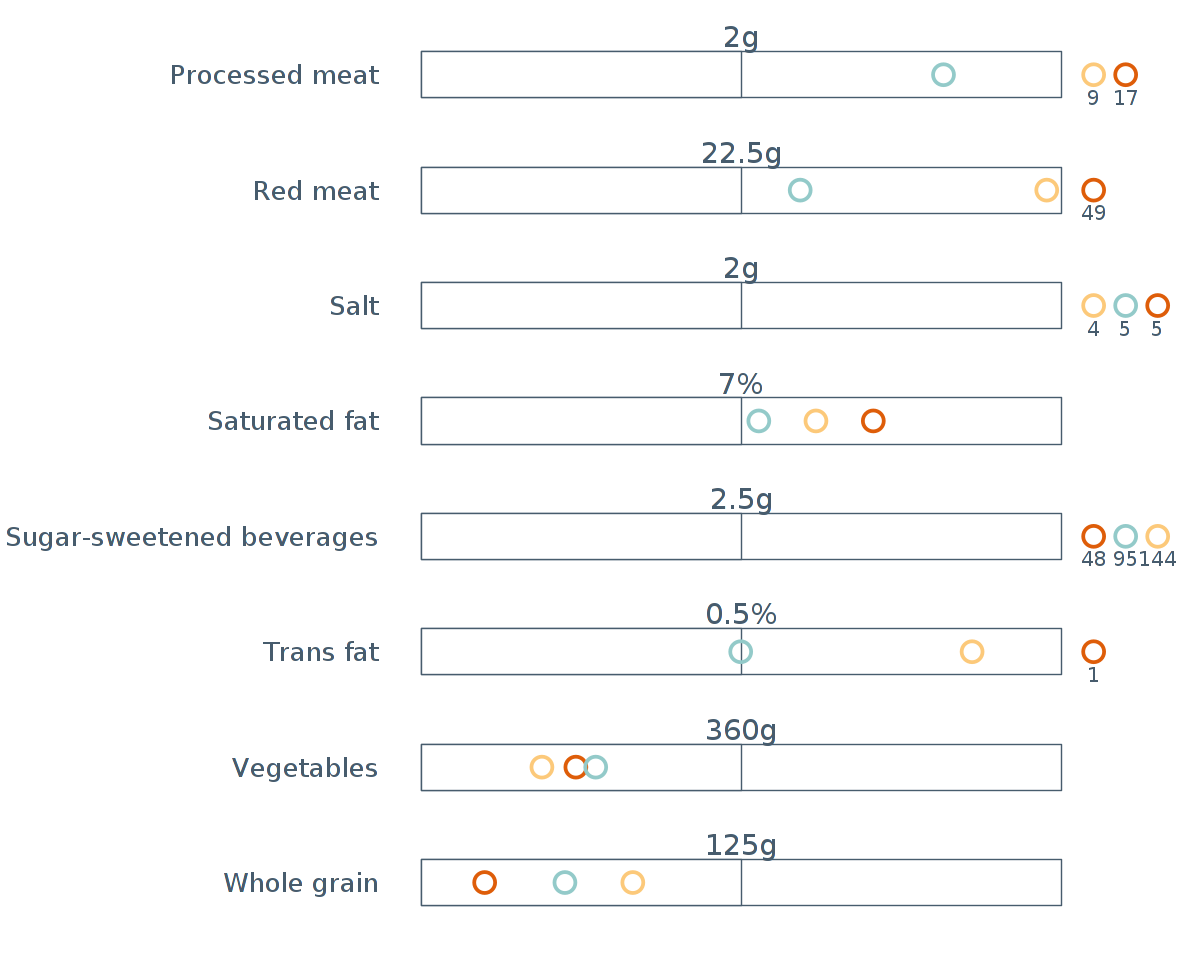 2g
Processed meat
9 17
22.5g
Red meat
49
2g
Salt
4 5 5
7%
Saturated fat
2.5g
Sugar-sweetened beverages
48 95 144
0.5%
Trans fat
1
360g
Vegetables
125g
Whole grain